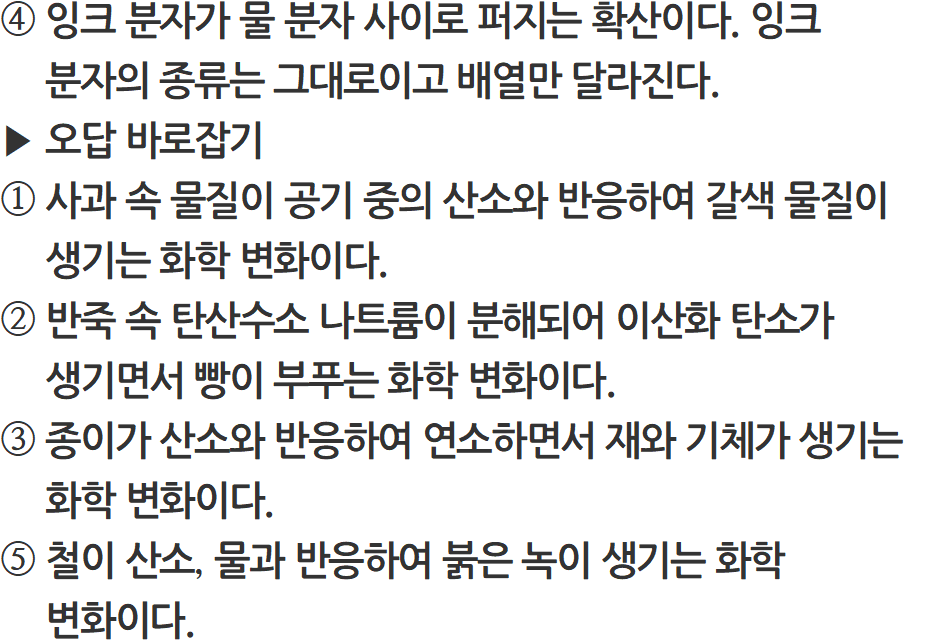 ④ 잉크 분자가 물 분자 사이로 퍼지는 확산이다. 잉크
분자의 종류는 그대로이고 배열만 달라진다.
▶ 오답 바로잡기
① 사과 속 물질이 공기 중의 산소와 반응하여 갈색 물질이
생기는 화학 변화이다.
② 반죽 속 탄산수소 나트륨이 분해되어 이산화 탄소가
생기면서 빵이 부푸는 화학 변화이다.
③ 종이가 산소와 반응하여 연소하면서 재와 기체가 생기는
화학 변화이다.
⑤ 철이 산소, 물과 반응하여 붉은 녹이 생기는 화학
변화이다.